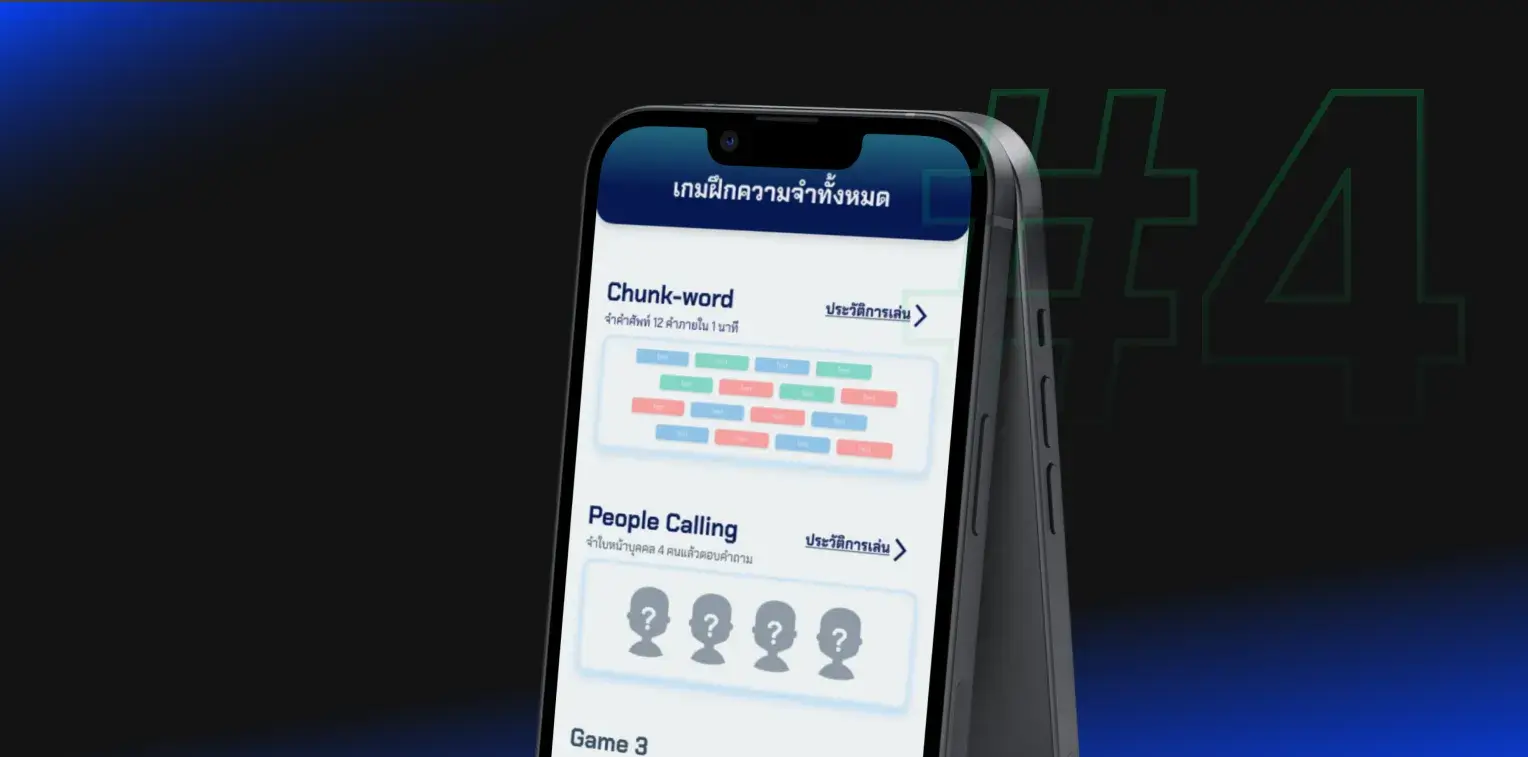 #4
เกมฝึกความจำทั้งหมด
Chunk-word
ประวัติการเล่น
จำคำศัพท์ 12 คำภายใน 1 นาที
People Calling
ประวัติการเล่น
จำใบหน้าบุคคล 4 คนแล้วตอบคำถาม
? ? ? ?
Game 3